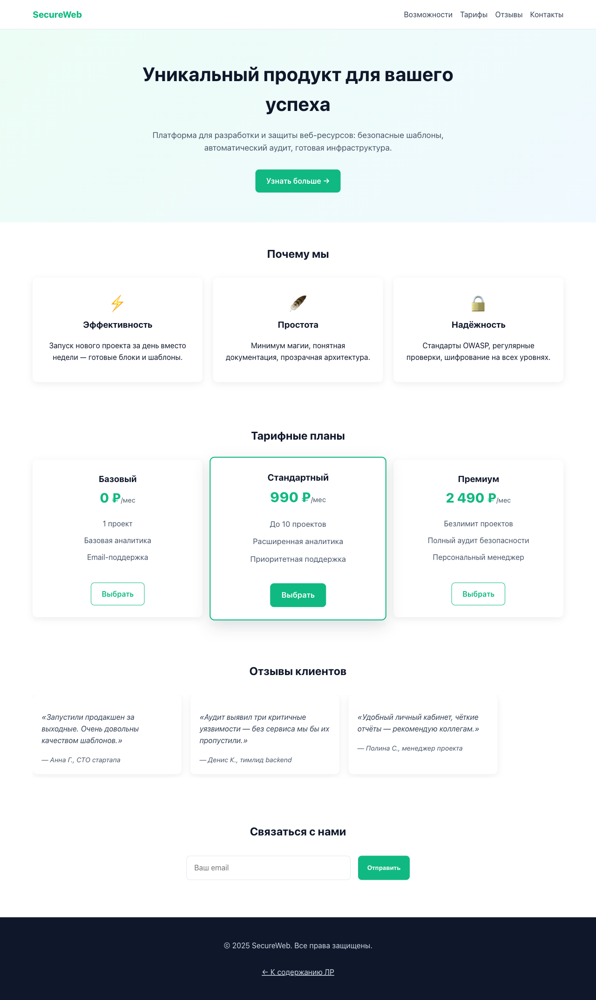 SecureWeb
Возможности Тарифы Отзывы Контакты
Уникальный продукт для вашего
успеха
Платформа для разработки и защиты веб-ресурсов: безопасные шаблоны,
автоматический аудит, готовая инфраструктура.
Узнать больше →
Почему мы
Эффективность
Запуск нового проекта за день вместо
недели — готовые блоки и шаблоны.
Простота
Минимум магии, понятная
документация, прозрачная архитектура.
Надёжность
Стандарты OWASP, регулярные
проверки, шифрование на всех уровнях.
Тарифные планы
Базовый
0 ₽/мес
1 проект
Базовая аналитика
Email-поддержка
Выбрать
Стандартный
990 ₽/мес
До 10 проектов
Расширенная аналитика
Приоритетная поддержка
Выбрать
Премиум
2 490 ₽/мес
Безлимит проектов
Полный аудит безопасности
Персональный менеджер
Выбрать
Отзывы клиентов
«Запустили продакшен за
выходные. Очень довольны
качеством шаблонов.»
— Анна Г., CTO стартапа
«Аудит выявил три критичные
уязвимости — без сервиса мы бы их
пропустили.»
— Денис К., тимлид backend
«Удобный личный кабинет, чёткие
отчёты — рекомендую коллегам.»
— Полина С., менеджер проекта
Связаться с нами
Ваш email
Отправить
© 2025 SecureWeb. Все права защищены.
← К содержанию ЛР